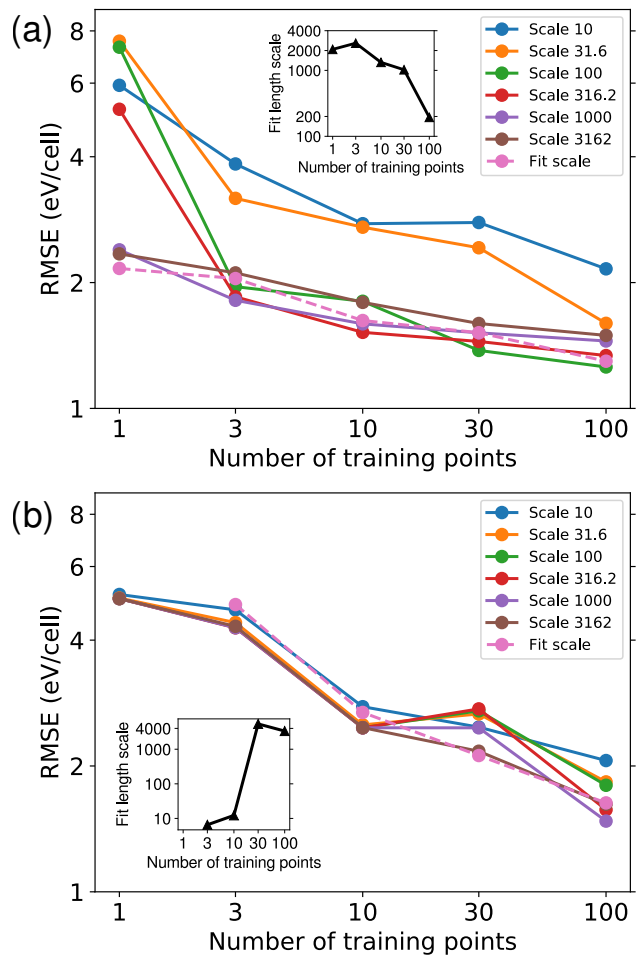 (a)
8
6
4
2
1
RMSE (eV/cell)
1
3
10
30
100
Number of training points
4000
2000
1000
200
100
Fit length scale
1
3
10
30
100
Number of training points
Scale 10
Scale 31.6
Scale 100
Scale 316.2
Scale 1000
Scale 3162
Fit scale
(b)
8
6
4
2
1
RMSE (eV/cell)
1
3
10
30
100
Number of training points
4000
1000
100
10
Fit length scale
1
3
10
30
100
Number of training points
Scale 10
Scale 31.6
Scale 100
Scale 316.2
Scale 1000
Scale 3162
Fit scale